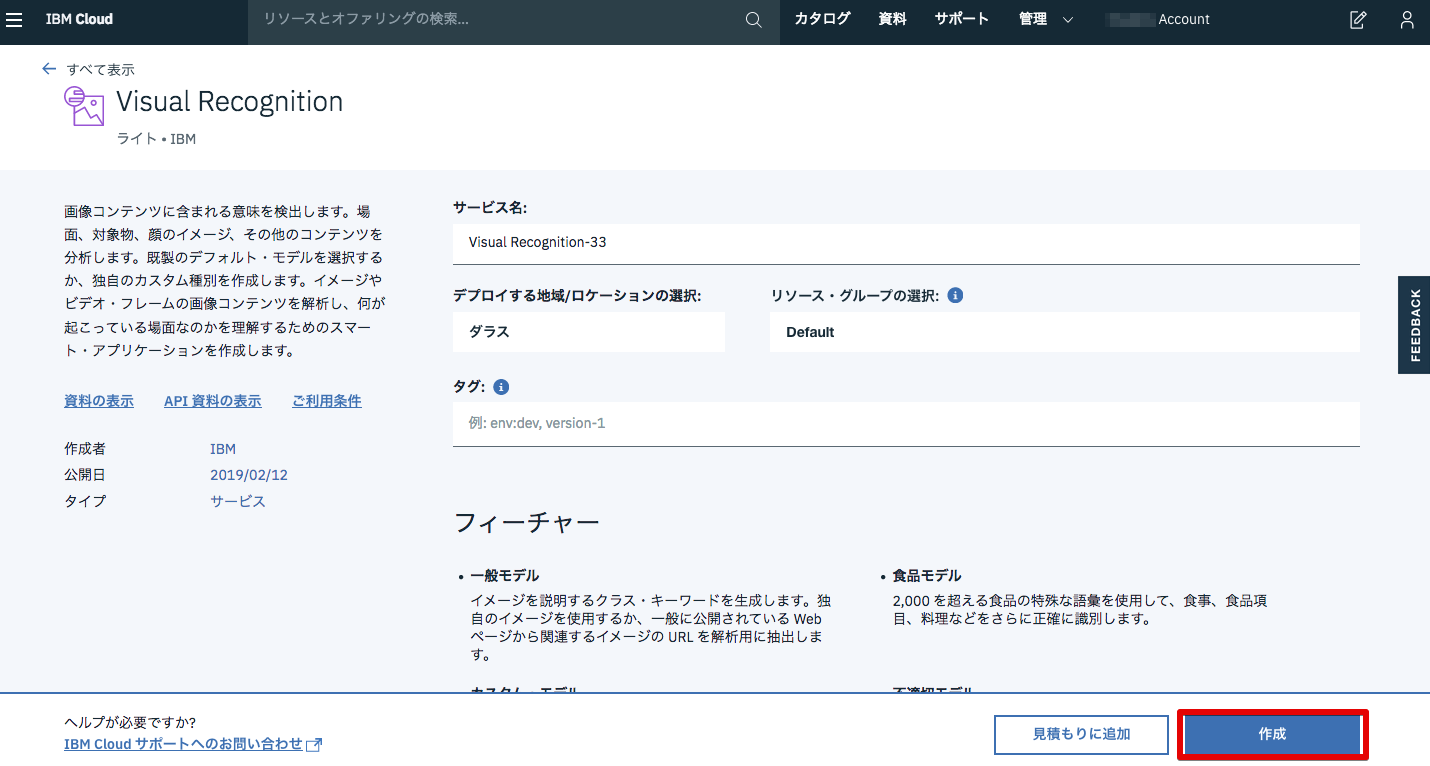 IBM Cloud
リソースとオファリングの検索...
カタログ
資料
サポート
管理
Account
すべて表示
Visual Recognition
ライト • IBM
画像コンテンツに含まれる意味を検出します。場
面、対象物、顔のイメージ、その他のコンテンツを
分析します。既製のデフォルト・モデルを選択する
か、独自のカスタム種別を作成します。イメージや
ビデオ・フレームの画像コンテンツを解析し、何が
起こっている場面なのかを理解するためのスマー
ト・アプリケーションを作成します。
資料の表示
API 資料の表示
ご利用条件
作成者 IBM
公開日 2019/02/12
タイプ サービス
サービス名:
Visual Recognition-33
デプロイする地域/ロケーションの選択:
ダラス
リソース・グループの選択:
Default
タグ:
例: env:dev, version-1
フィーチャー
• 一般モデル
イメージを説明するクラス・キーワードを生成します。独
自のイメージを使用するか、一般に公開されている Web
ページから関連するイメージの URL を解析用に抽出しま
す。
• 食品モデル
2,000 を超える食品の特殊な語彙を使用して、食事、食品項
目、料理などをさらに正確に識別します。
カスタム・モデル
不適切モデル
FEEDBACK
ヘルプが必要ですか?
IBM Cloud サポートへのお問い合わせ
見積もりに追加
作成